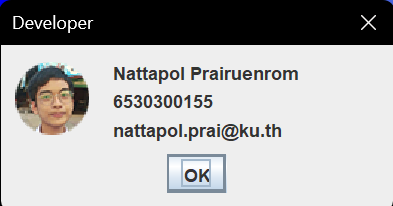 Developer
Nattapol Prairuenrom
6530300155
nattapol.prai@ku.th
OK